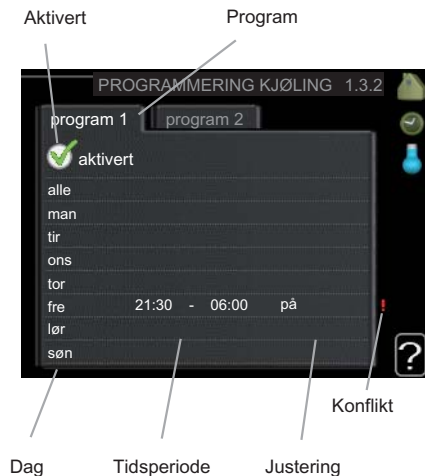 Aktivert Program
PROGRAMMERING KJØLING 1.3.2
program 1 program 2
aktivert
alle
man
tir
ons
tor
fre 21:30 - 06:00 på !
lør
søn
?
Konflikt
Dag Tidsperiode Justering